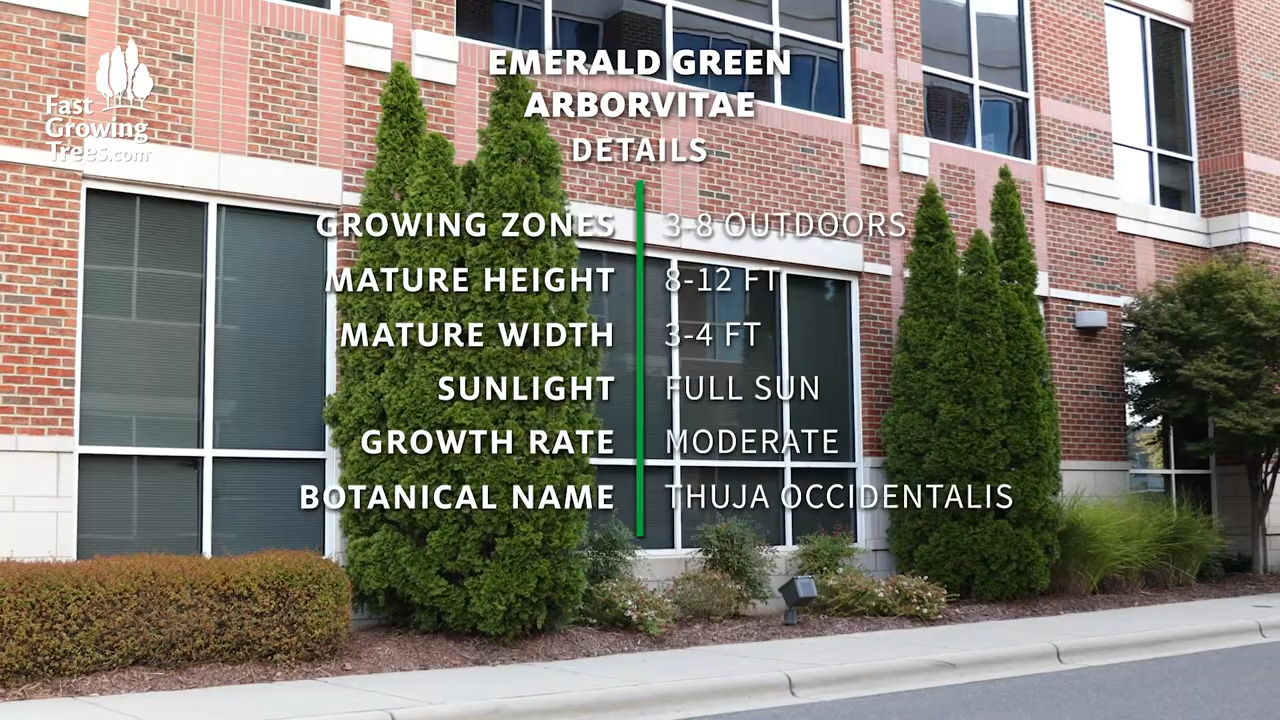 Fast
Growing
Trees.com
EMERALD GREEN
ARBORVITAE
DETAILS
GROWING ZONES 3-8 OUTDOORS
MATURE HEIGHT 8-12 FT
MATURE WIDTH 3-4 FT
SUNLIGHT FULL SUN
GROWTH RATE MODERATE
BOTANICAL NAME THUJA OCCIDENTALIS